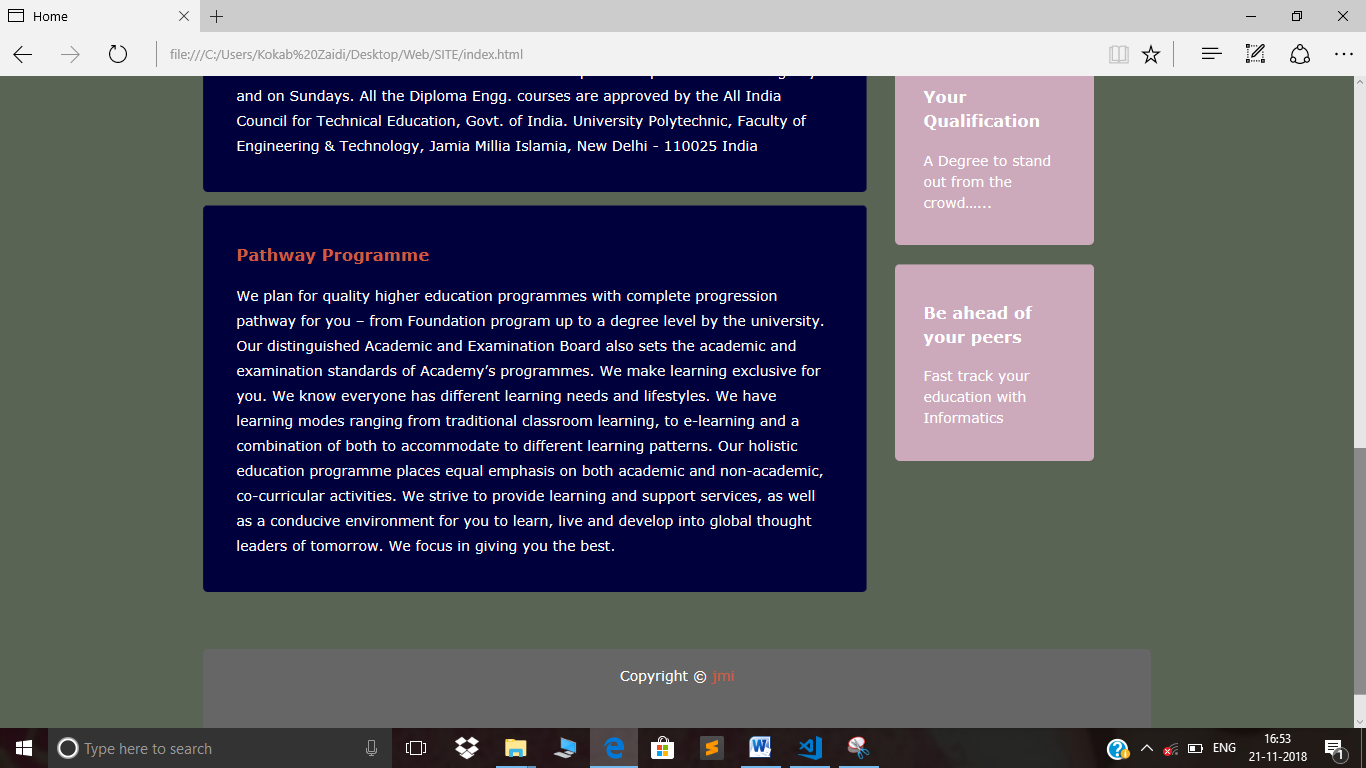 Home
file:///C:/Users/Kokab%20Zaidi/Desktop/Web/SITE/index.html
and on Sundays. All the Diploma Engg. courses are approved by the All India
Council for Technical Education, Govt. of India. University Polytechnic, Faculty of
Engineering & Technology, Jamia Millia Islamia, New Delhi - 110025 India
Pathway Programme
We plan for quality higher education programmes with complete progression
pathway for you – from Foundation program up to a degree level by the university.
Our distinguished Academic and Examination Board also sets the academic and
examination standards of Academy’s programmes. We make learning exclusive for
you. We know everyone has different learning needs and lifestyles. We have
learning modes ranging from traditional classroom learning, to e-learning and a
combination of both to accommodate to different learning patterns. Our holistic
education programme places equal emphasis on both academic and non-academic,
co-curricular activities. We strive to provide learning and support services, as well
as a conducive environment for you to learn, live and develop into global thought
leaders of tomorrow. We focus in giving you the best.
Your
Qualification
A Degree to stand
out from the
crowd......
Be ahead of
your peers
Fast track your
education with
Informatics
Copyright © jmi
Type here to search
ENG
16:53
21-11-2018
1